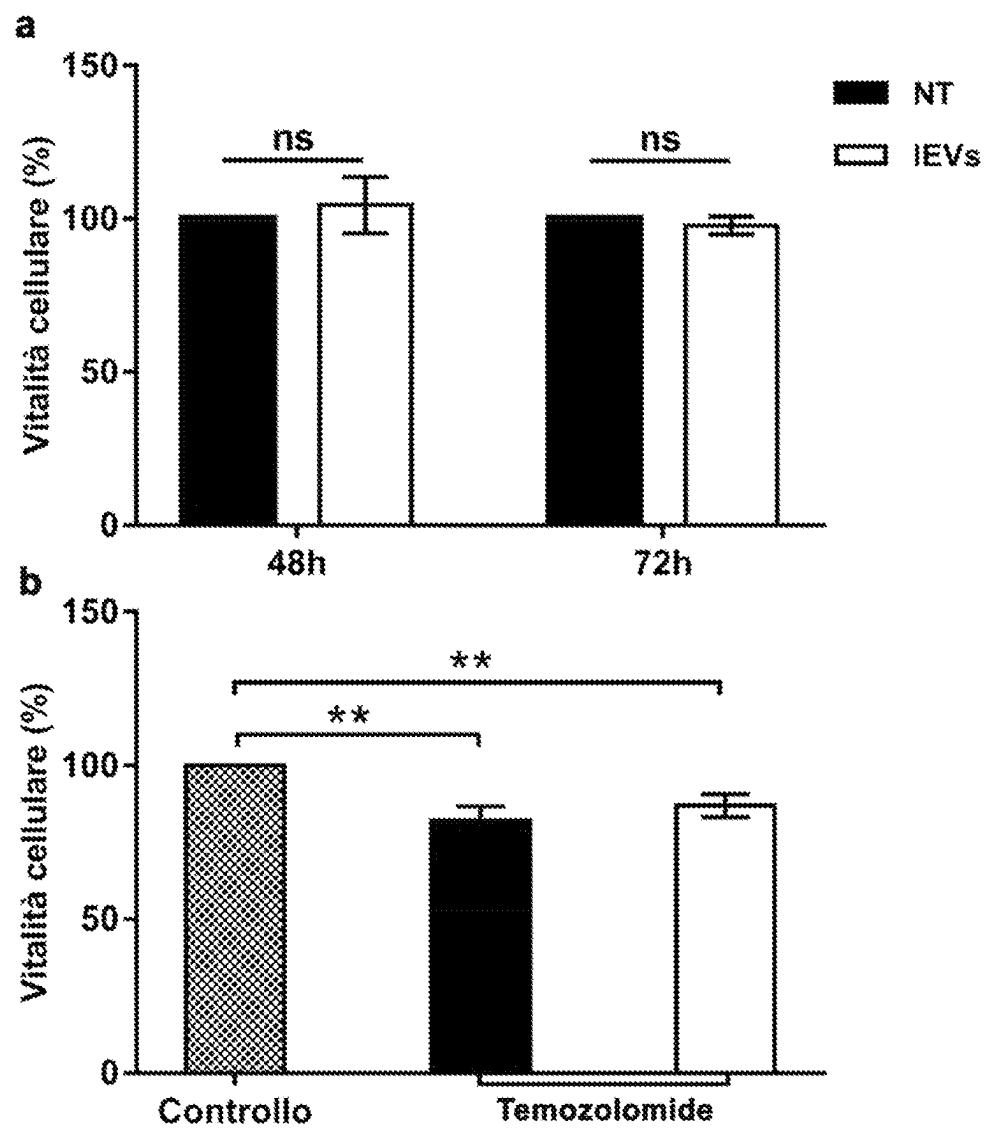 a
Vitalità cellulare (%)
150
100
50
0
ns
ns
48h
72h
NT
lEVs
b
Vitalità cellulare (%)
150
100
50
0
**
**
Controllo
Temozolomide